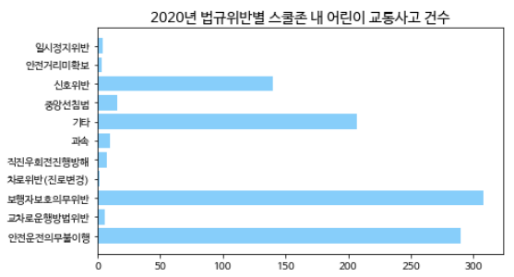 2020년 법규위반별 스쿨존 내 어린이 교통사고 건수
일시정지위반
안전거리미확보
신호위반
중앙선침범
기타
과속
직진우회전진행방해
차로위반(진로변경)
보행자보호의무위반
교차로운행방법위반
안전운전의무불이행
0 50 100 150 200 250 300